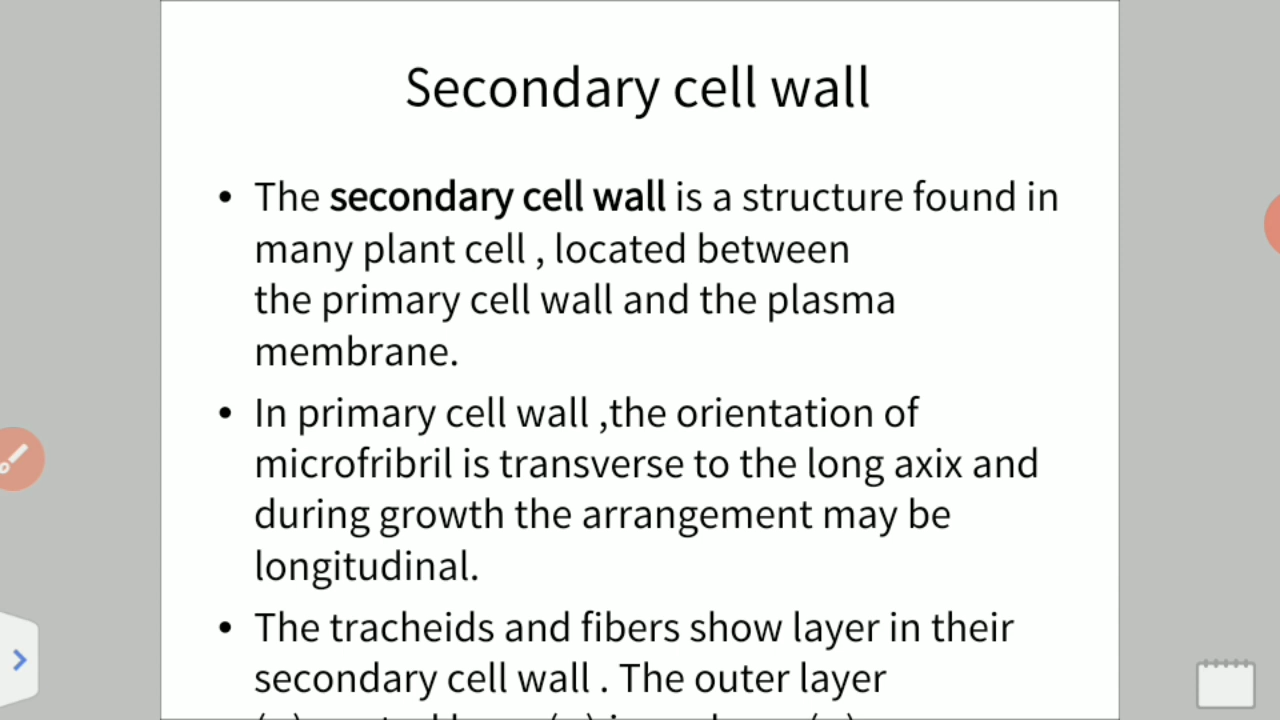 Secondary cell wall
• The secondary cell wall is a structure found in
many plant cell , located between
the primary cell wall and the plasma
membrane.
• In primary cell wall ,the orientation of
microfribril is transverse to the long axix and
during growth the arrangement may be
longitudinal.
• The tracheids and fibers show layer in their
secondary cell wall . The outer layer